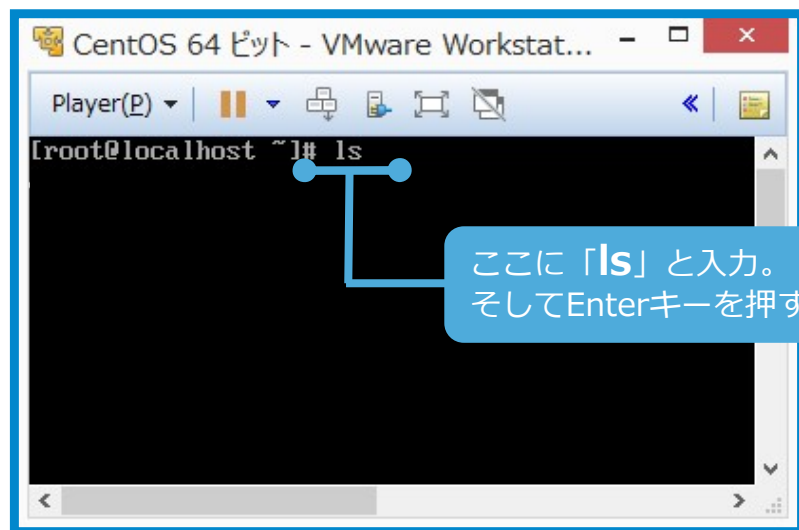 CentOS 64 ビット - VMware Workstat...
Player(P)
[root@localhost ~]# ls
ここに「ls」と入力。
そしてEnterキーを押す